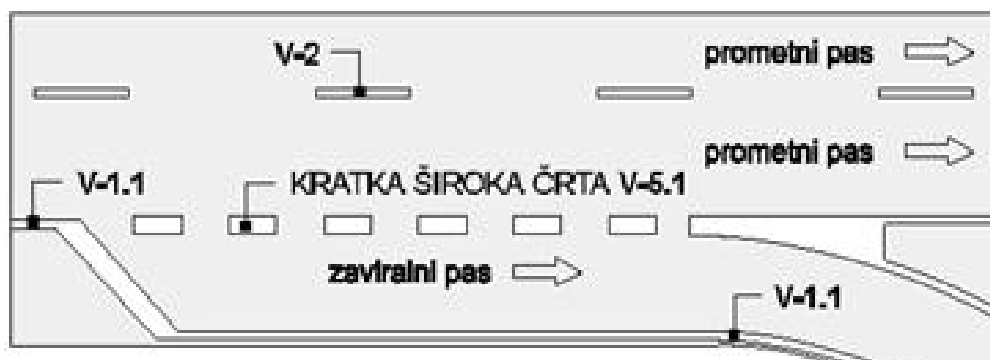 V-2
prometni pas
prometni pas
V-1.1
KRATKA ŠIROKA ČRTA V-5.1
zaviralni pas
V-1.1